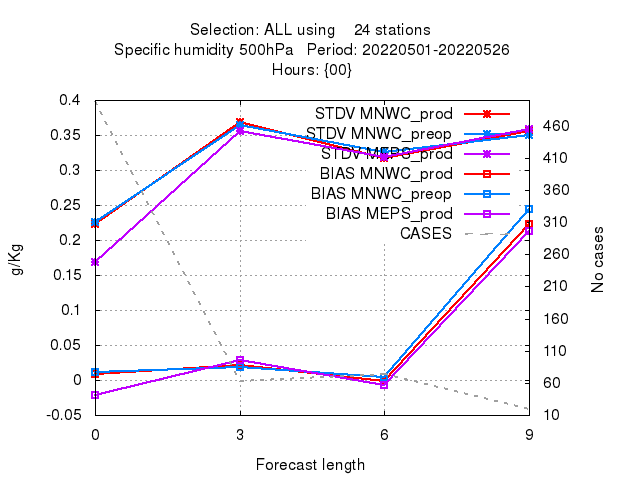 Selection: ALL using 24 stations
Specific humidity 500hPa Period: 20220501-20220526
Hours: {00}
STDV MNWC_prod
STDV MNWC_preop
STDV MEPS_prod
BIAS MNWC_prod
BIAS MNWC_preop
BIAS MEPS_prod
CASES
0.4
0.35
0.3
0.25
0.2
0.15
0.1
0.05
0
-0.05
g/Kg
460
410
360
310
260
210
160
110
60
10
No cases
0 3 6 9
Forecast length